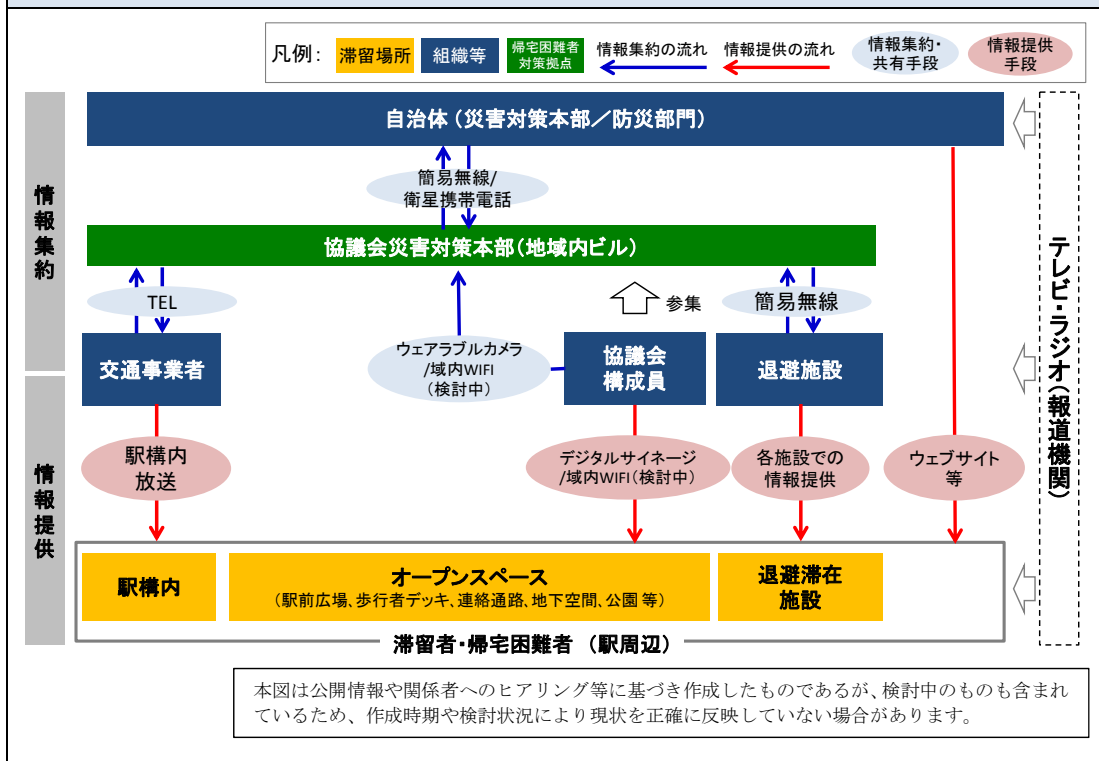 凡例：
滞留場所
組織等
帰宅困難者
対策拠点
情報集約の流れ
情報提供の流れ
情報集約・
共有手段
情報提供
手段
自治体（災害対策本部／防災部門）
簡易無線/
衛星携帯電話
協議会災害対策本部（地域内ビル）
情報集約
TEL
参集
簡易無線
交通事業者
ウェアラブルカメラ
/域内WIFI
（検討中）
協議会
構成員
退避施設
テレビ・ラジオ（報道機関）
情報提供
駅構内
放送
デジタルサイネージ
/域内WIFI（検討中）
各施設での
情報提供
ウェブサイト
等
駅構内
オープンスペース
（駅前広場、歩行者デッキ、連絡通路、地下空間、公園 等）
退避滞在
施設
滞留者・帰宅困難者　（駅周辺）
本図は公開情報や関係者へのヒアリング等に基づき作成したものであるが、検討中のものも含まれ
ているため、作成時期や検討状況により現状を正確に反映していない場合があります。